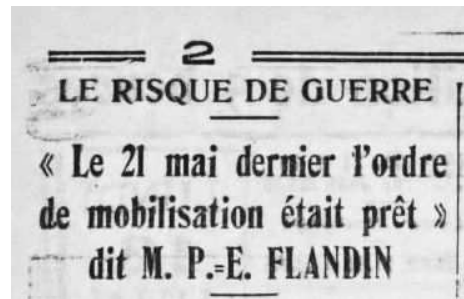 2
LE RISQUE DE GUERRE
« Le 21 mai dernier l'ordre
de mobilisation était prêt »
dit M. P.=E. FLANDIN